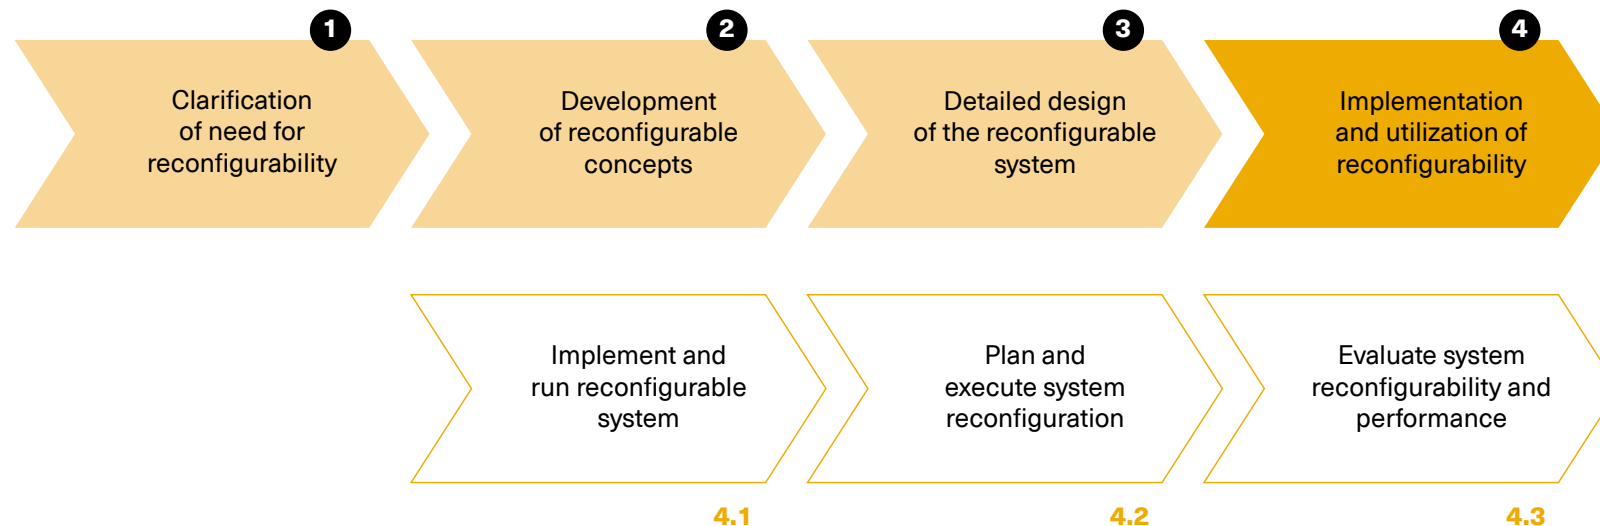 1
Clarification
of need for
reconfigurability
2
Development
of reconfigurable
concepts
3
Detailed design
of the reconfigurable
system
4
Implementation
and utilization of
reconfigurability
Implement and
run reconfigurable
system
4.1
Plan and
execute system
reconfiguration
4.2
Evaluate system
reconfigurability and
performance
4.3